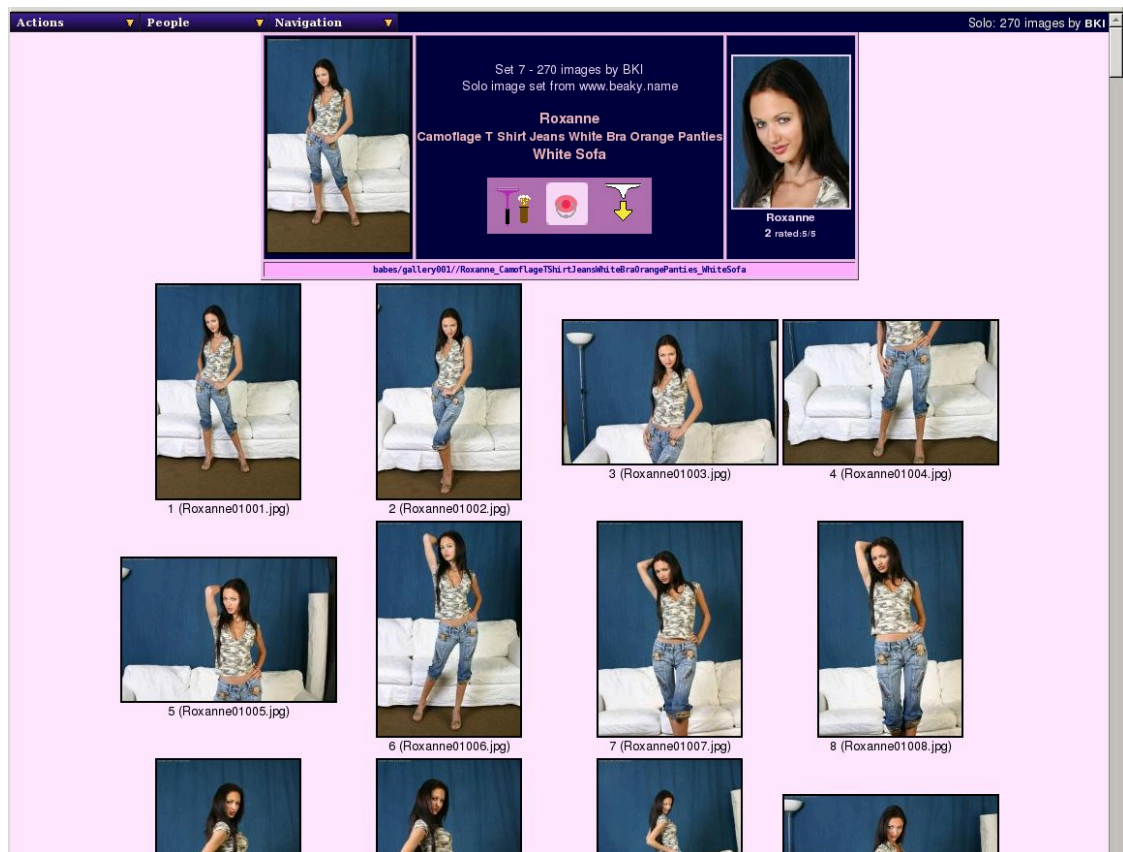 Actions
People
Navigation
Solo: 270 images by BKI
Set 7 - 270 images by BKI
Solo image set from www.beaky.name
Roxanne
Camoflage T Shirt Jeans White Bra Orange Panties
White Sofa
Roxanne
2 rated:5/5
babes/gallery001//Roxanne_CamoflageTShirtJeansWhiteBraOrangePanties_WhiteSofa
1 (Roxanne01001.jpg)
2 (Roxanne01002.jpg)
3 (Roxanne01003.jpg)
4 (Roxanne01004.jpg)
5 (Roxanne01005.jpg)
6 (Roxanne01006.jpg)
7 (Roxanne01007.jpg)
8 (Roxanne01008.jpg)